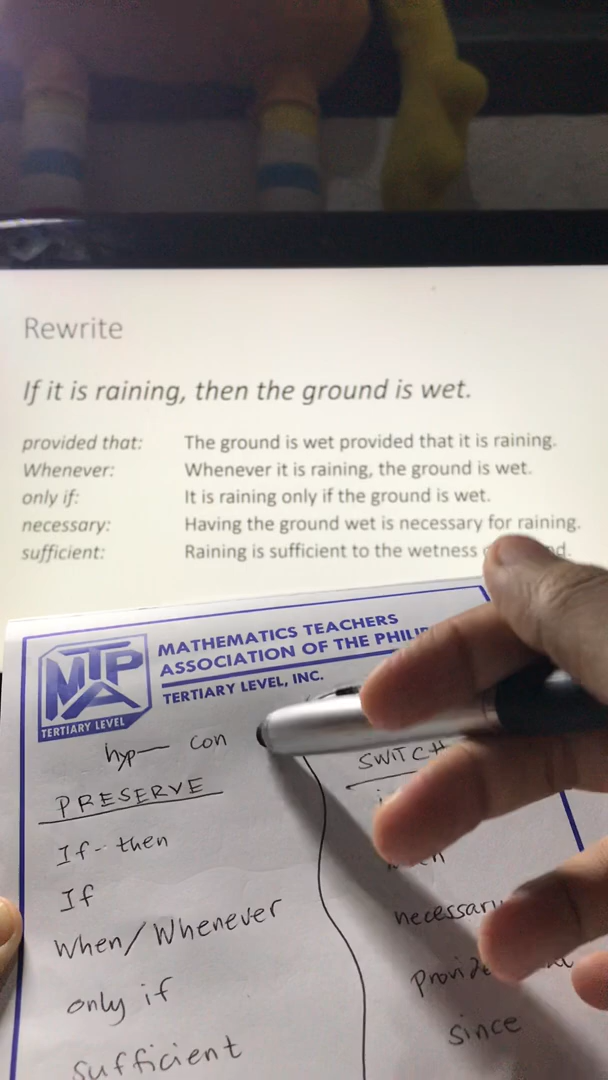 Rewrite
If it is raining, then the ground is wet.
provided that: The ground is wet provided that it is raining.
Whenever: Whenever it is raining, the ground is wet.
only if: It is raining only if the ground is wet.
necessary: Having the ground wet is necessary for raining.
sufficient: Raining is sufficient to the wetness
MTPA
TERTIARY LEVEL
MATHEMATICS TEACHERS
ASSOCIATION OF THE
TERTIARY LEVEL, INC.
hyp— con
PRESERVE
If-then
If
When/Whenever
only if
sufficient
SWITCH
necessary
since